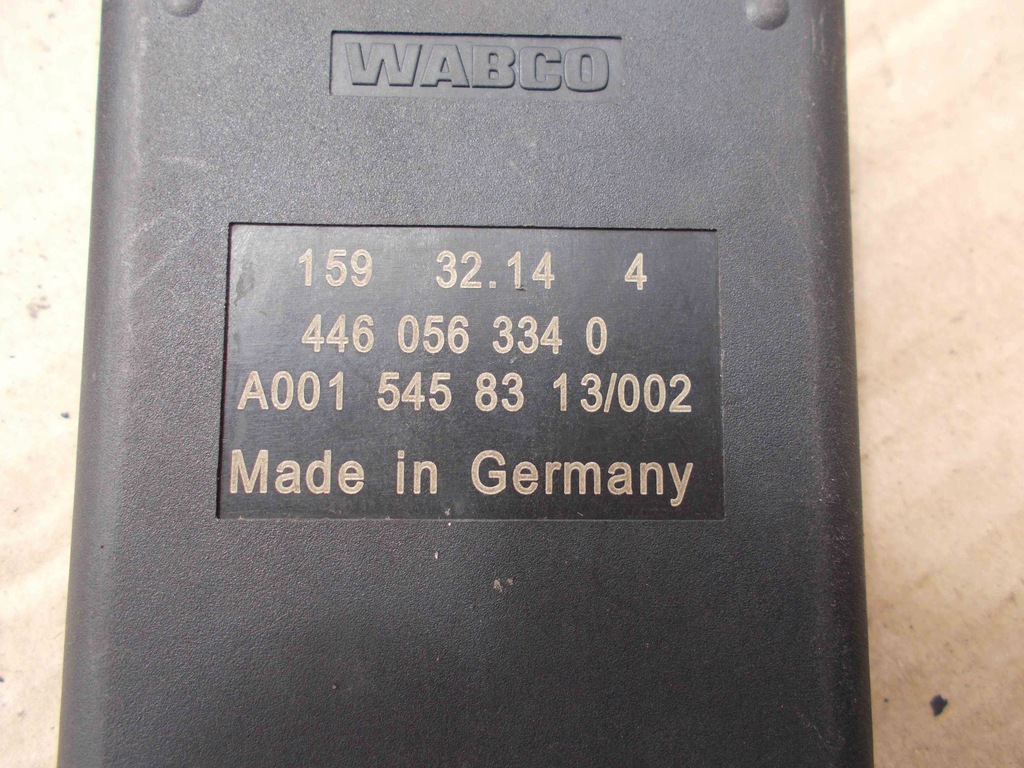 WABCO
159 32.14 4
446 056 334 0
A001 545 83 13/002
Made in Germany